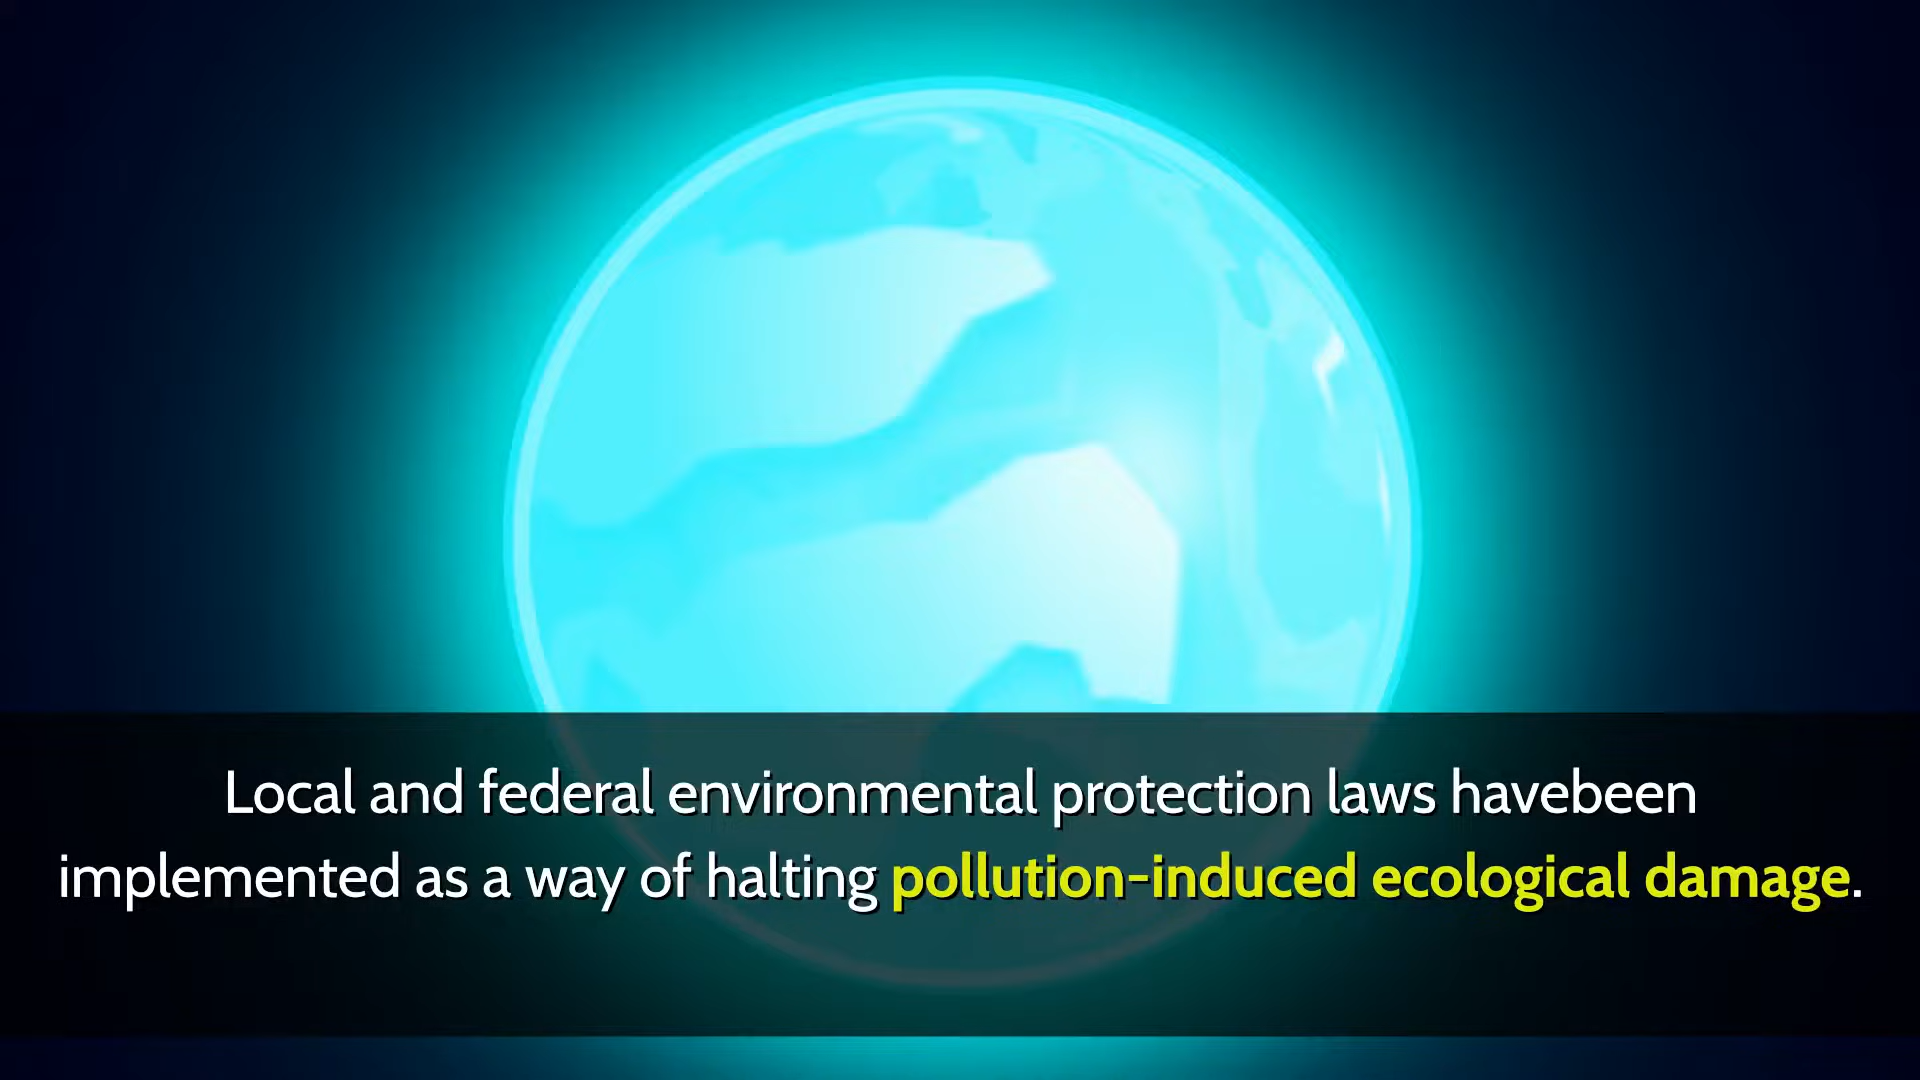 Local and federal environmental protection laws havebeen
implemented as a way of halting pollution-induced ecological damage.